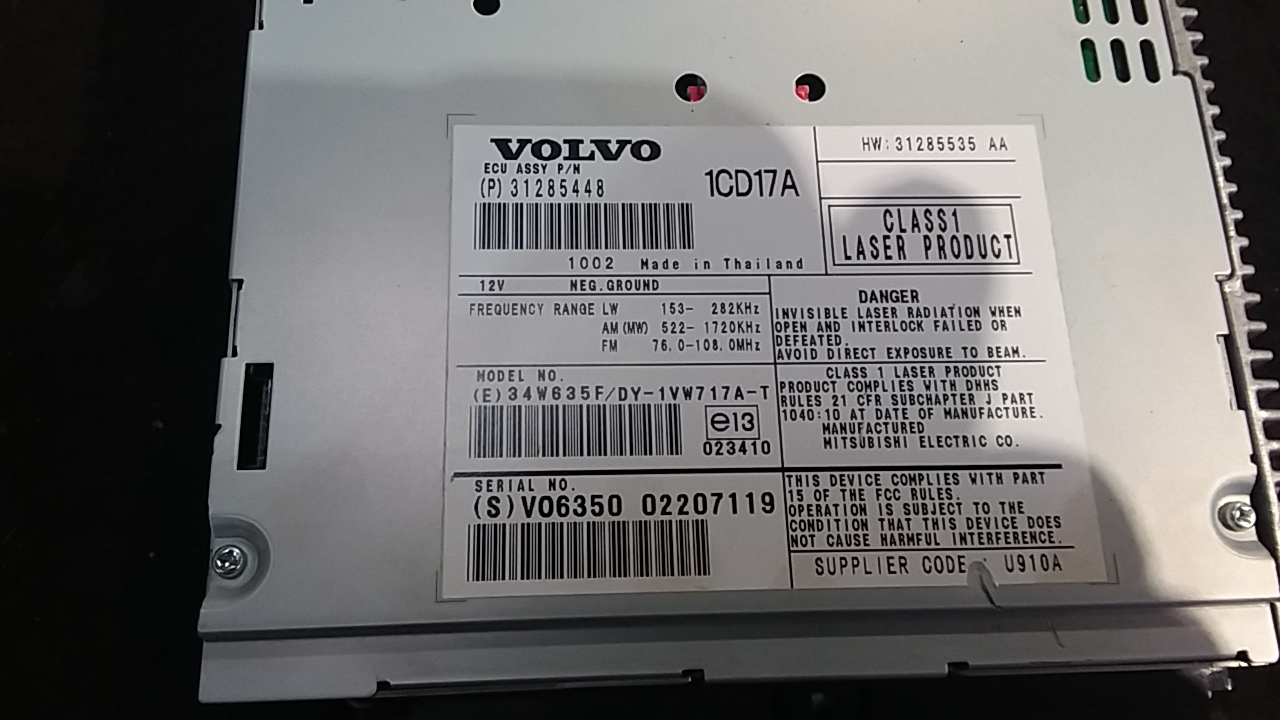 VOLVO
ECU ASSY P/N
(P) 31285448
1CD17A
1002 Made in Thailand
HW:31285535 AA
CLASS1
LASER PRODUCT
12V NEG.GROUND
FREQUENCY RANGE LW 153- 282KHz
AM (MW) 522- 1720KHz
FM 76.0-108.0MHz
DANGER
INVISIBLE LASER RADIATION WHEN
OPEN AND INTERLOCK FAILED OR
DEFEATED.
AVOID DIRECT EXPOSURE TO BEAM.
MODEL NO.
(E) 34W635F/DY-1VW717A-T
e13
023410
CLASS 1 LASER PRODUCT
PRODUCT COMPLIES WITH DHHS
RULES 21 CFR SUBCHAPTER J PART
1040:10 AT DATE OF MANUFACTURE.
MANUFACTURED
MITSUBISHI ELECTRIC CO.
SERIAL NO.
(S) VO6350 02207119
THIS DEVICE COMPLIES WITH PART
15 OF THE FCC RULES.
OPERATION IS SUBJECT TO THE
CONDITION THAT THIS DEVICE DOES
NOT CAUSE HARMFUL INTERFERENCE.
SUPPLIER CODE : U910A